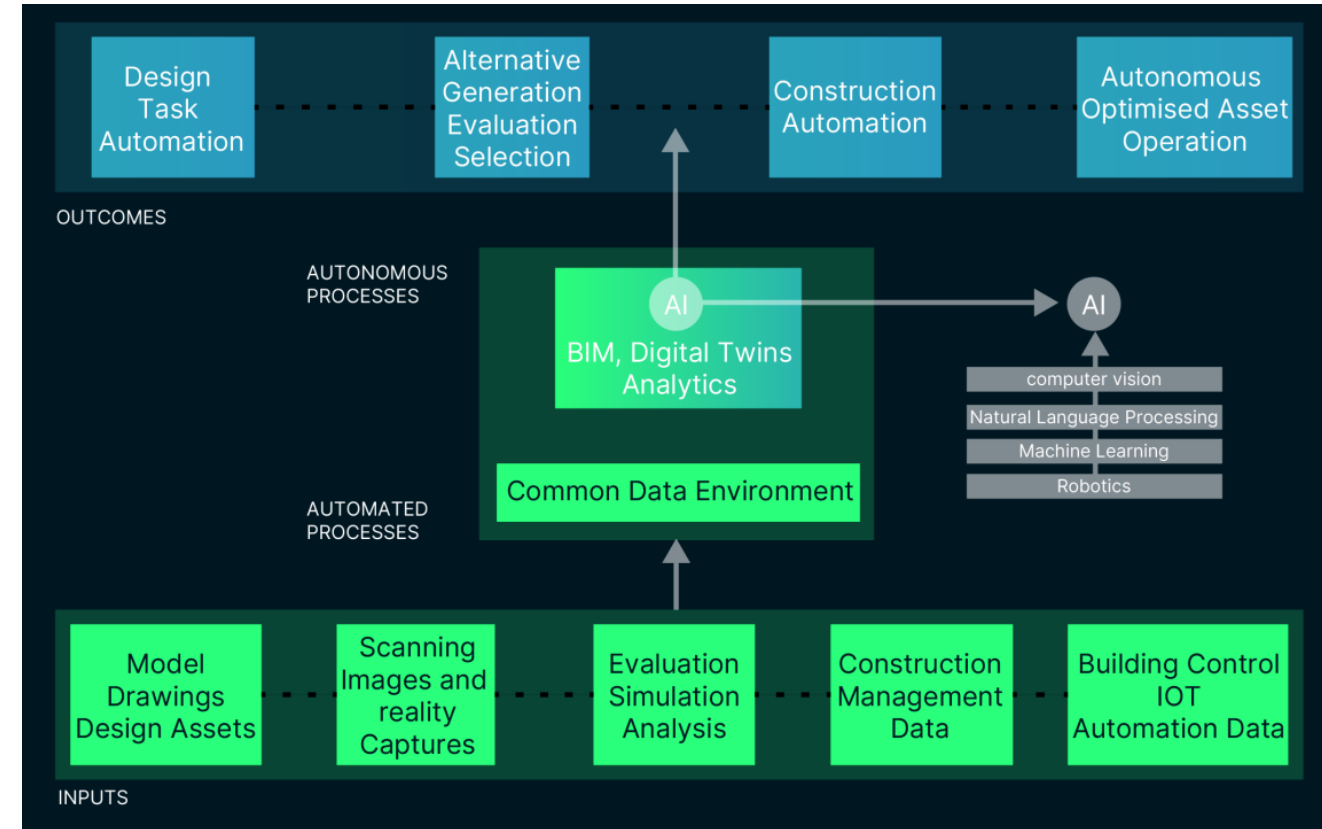 Design
Task
Automation
Alternative
Generation
Evaluation
Selection
Construction
Automation
Autonomous
Optimised Asset
Operation
OUTCOMES
AUTONOMOUS
PROCESSES
AI
BIM, Digital Twins
Analytics
AI
computer vision
Natural Language Processing
Machine Learning
Robotics
Common Data Environment
AUTOMATED
PROCESSES
Model
Drawings
Design Assets
Scanning
Images and
reality
Captures
Evaluation
Simulation
Analysis
Construction
Management
Data
Building Control
IOT
Automation Data
INPUTS